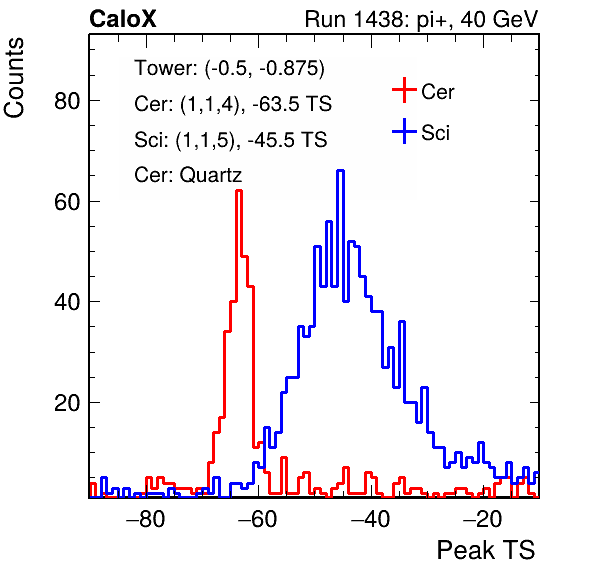 CaloX Run 1438: pi+, 40 GeV
Counts
Tower: (-0.5, -0.875)
Cer: (1,1,4), -63.5 TS
Sci: (1,1,5), -45.5 TS
Cer: Quartz
Cer
Sci
80
60
40
20
−80 −60 −40 −20
Peak TS